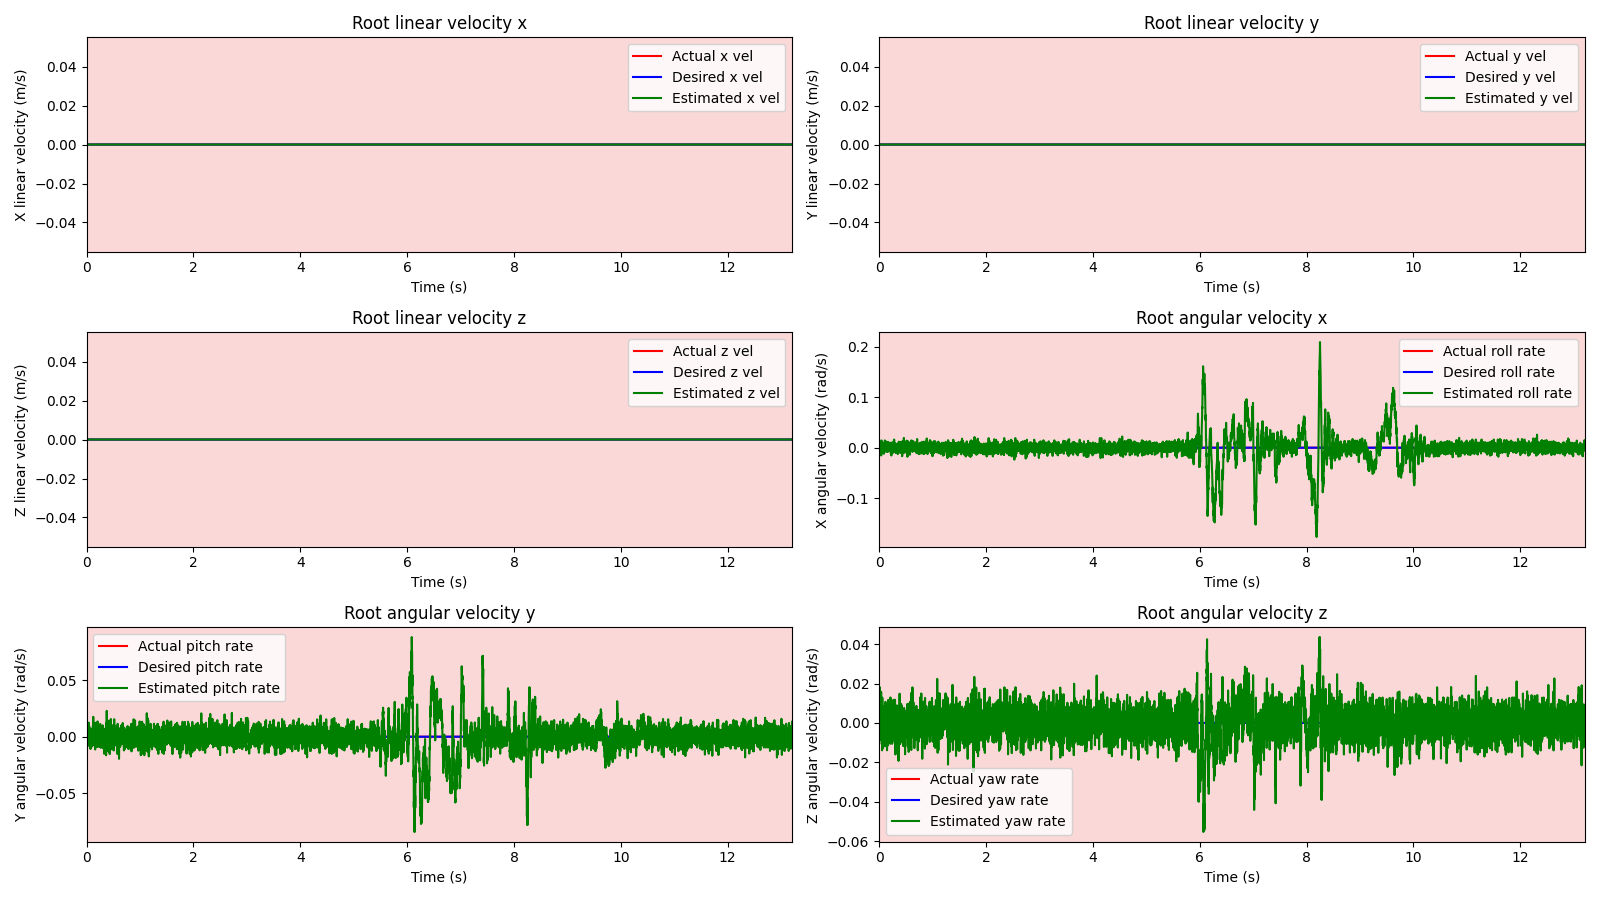 Root linear velocity x
X linear velocity (m/s)
0.04
0.02
0.00
−0.02
−0.04
Actual x vel
Desired x vel
Estimated x vel
0 2 4 6 8 10 12
Time (s)
Root linear velocity y
Y linear velocity (m/s)
0.04
0.02
0.00
−0.02
−0.04
Actual y vel
Desired y vel
Estimated y vel
0 2 4 6 8 10 12
Time (s)
Root linear velocity z
Z linear velocity (m/s)
0.04
0.02
0.00
−0.02
−0.04
Actual z vel
Desired z vel
Estimated z vel
0 2 4 6 8 10 12
Time (s)
Root angular velocity x
X angular velocity (rad/s)
0.2
0.1
0.0
−0.1
Actual roll rate
Desired roll rate
Estimated roll rate
0 2 4 6 8 10 12
Time (s)
Root angular velocity y
Y angular velocity (rad/s)
0.05
0.00
−0.05
Actual pitch rate
Desired pitch rate
Estimated pitch rate
0 2 4 6 8 10 12
Time (s)
Root angular velocity z
Z angular velocity (rad/s)
0.04
0.02
0.00
−0.02
−0.04
−0.06
Actual yaw rate
Desired yaw rate
Estimated yaw rate
0 2 4 6 8 10 12
Time (s)